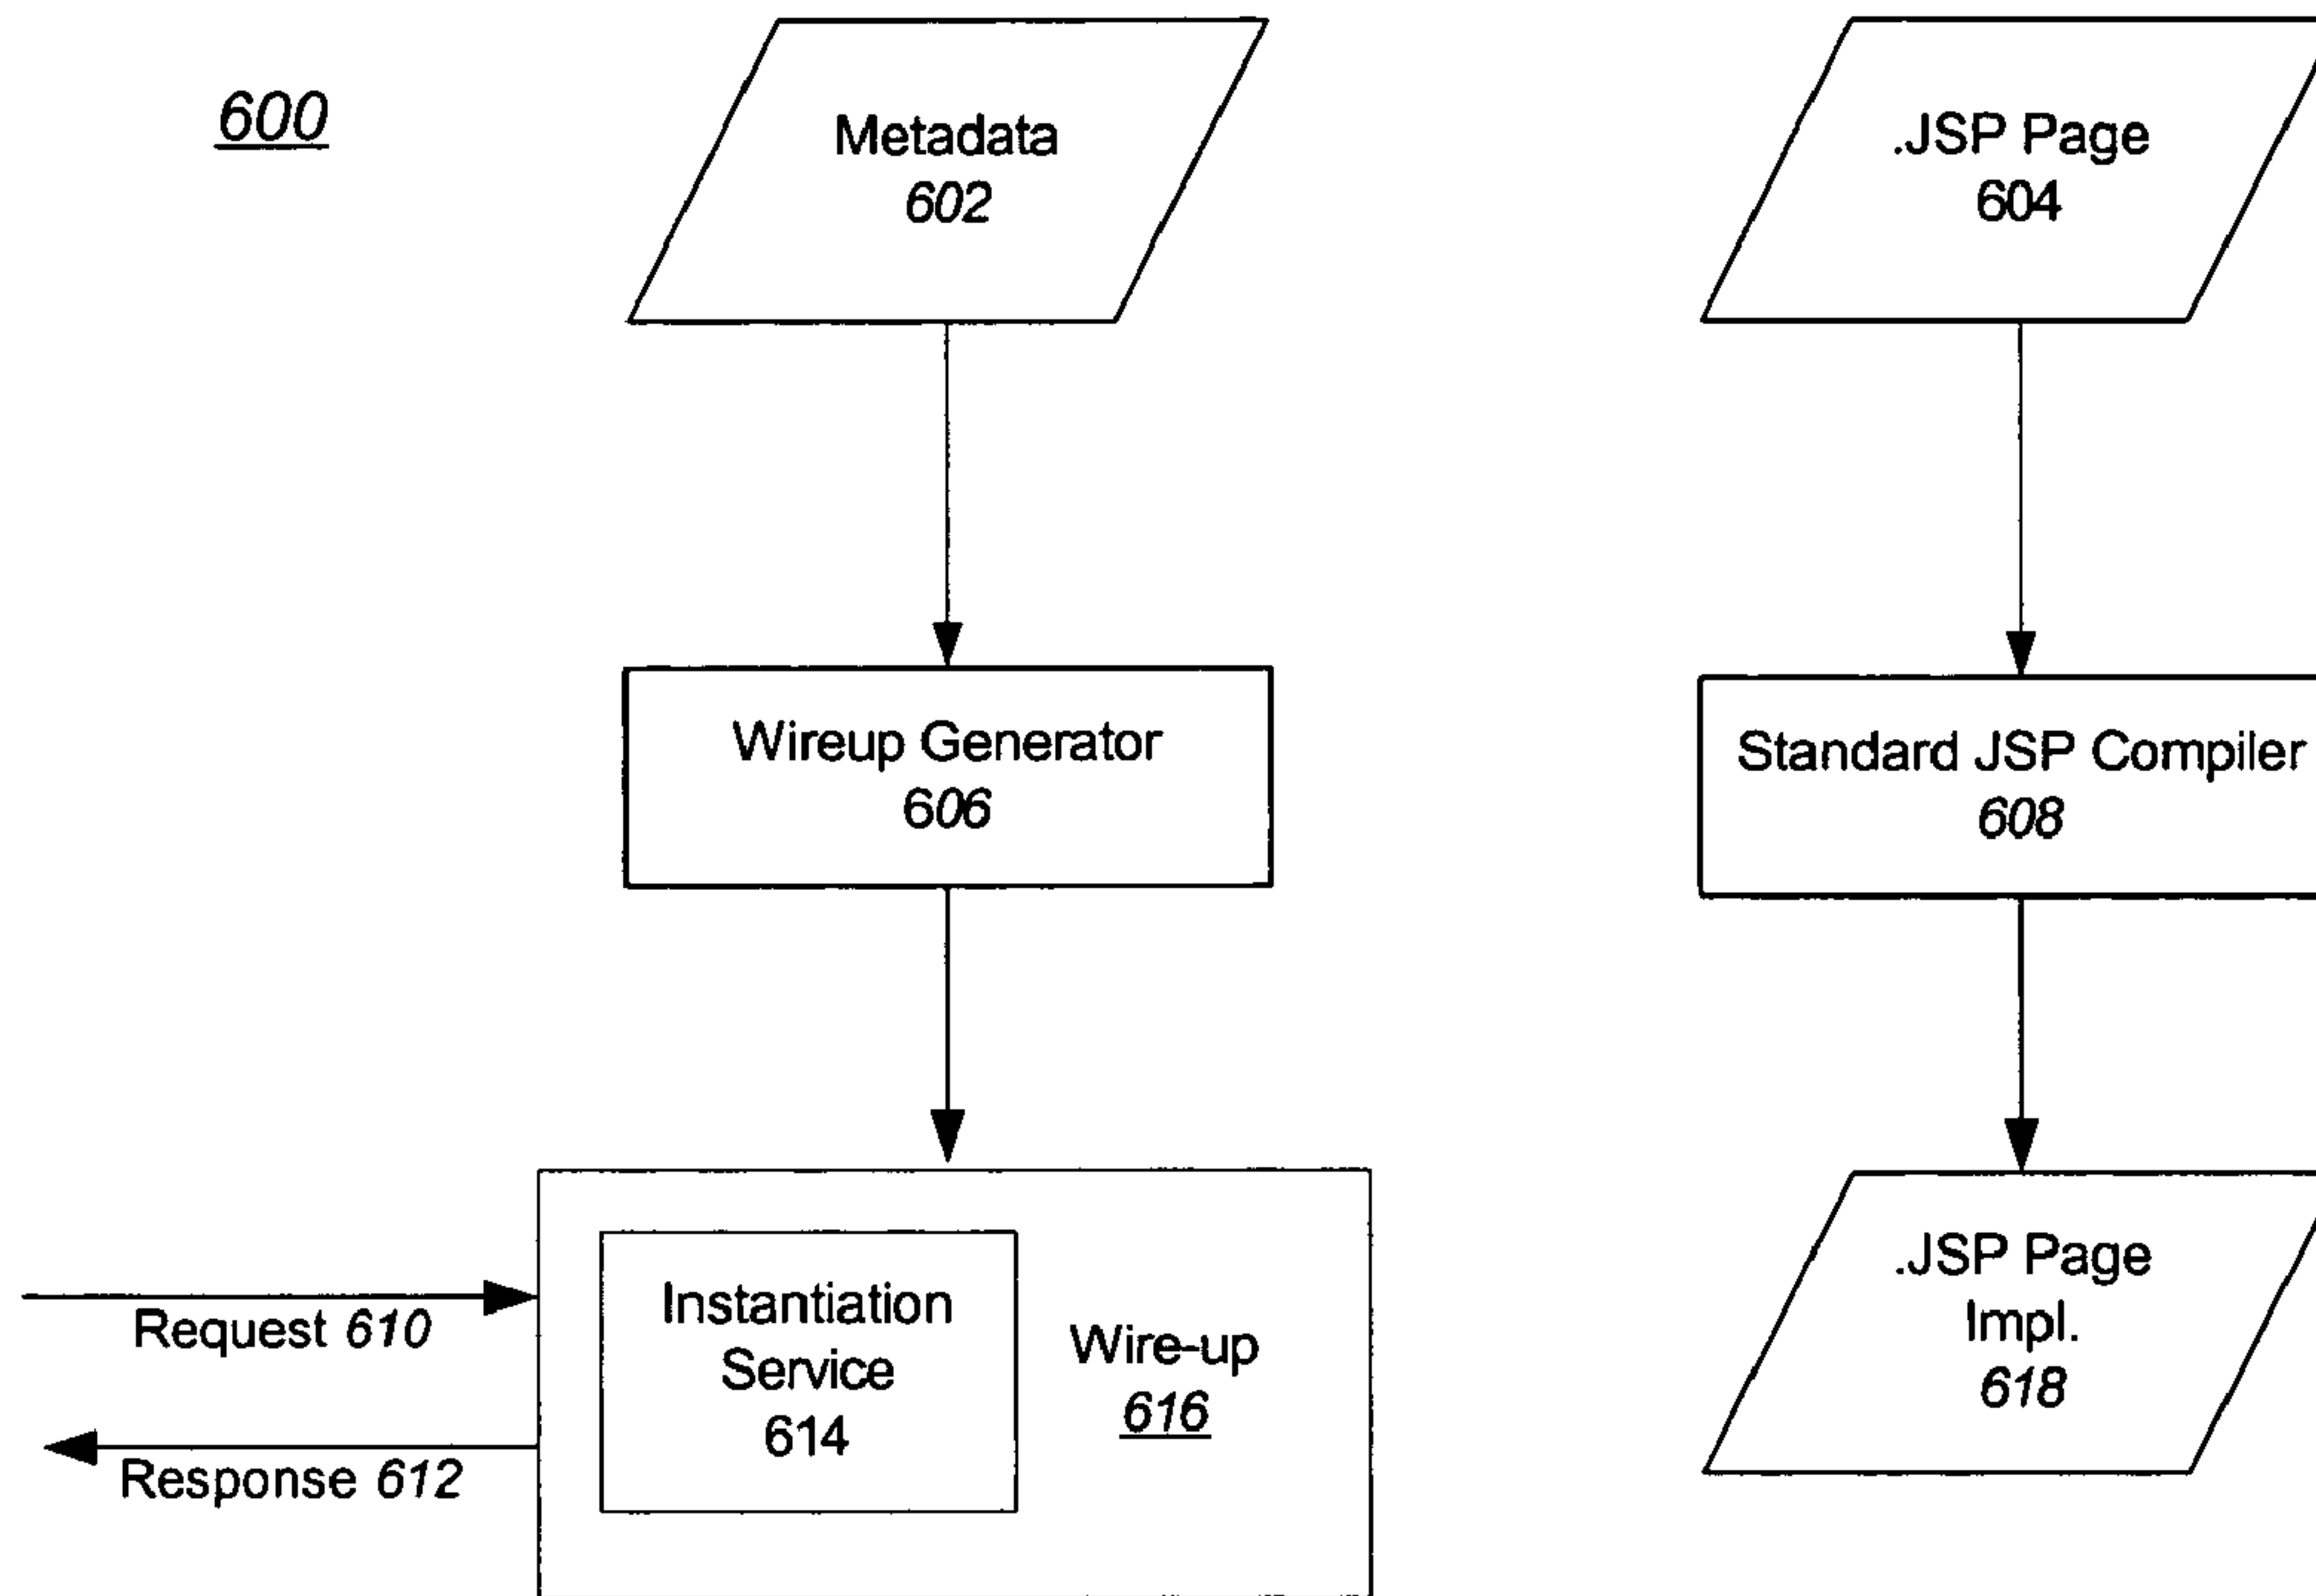 600
Metadata
602
.JSP Page
604
Wireup Generator
606
Standard JSP Compiler
608
Request 610
Response 612
Instantiation
Service
614
Wire-up
616
.JSP Page
Impl.
618